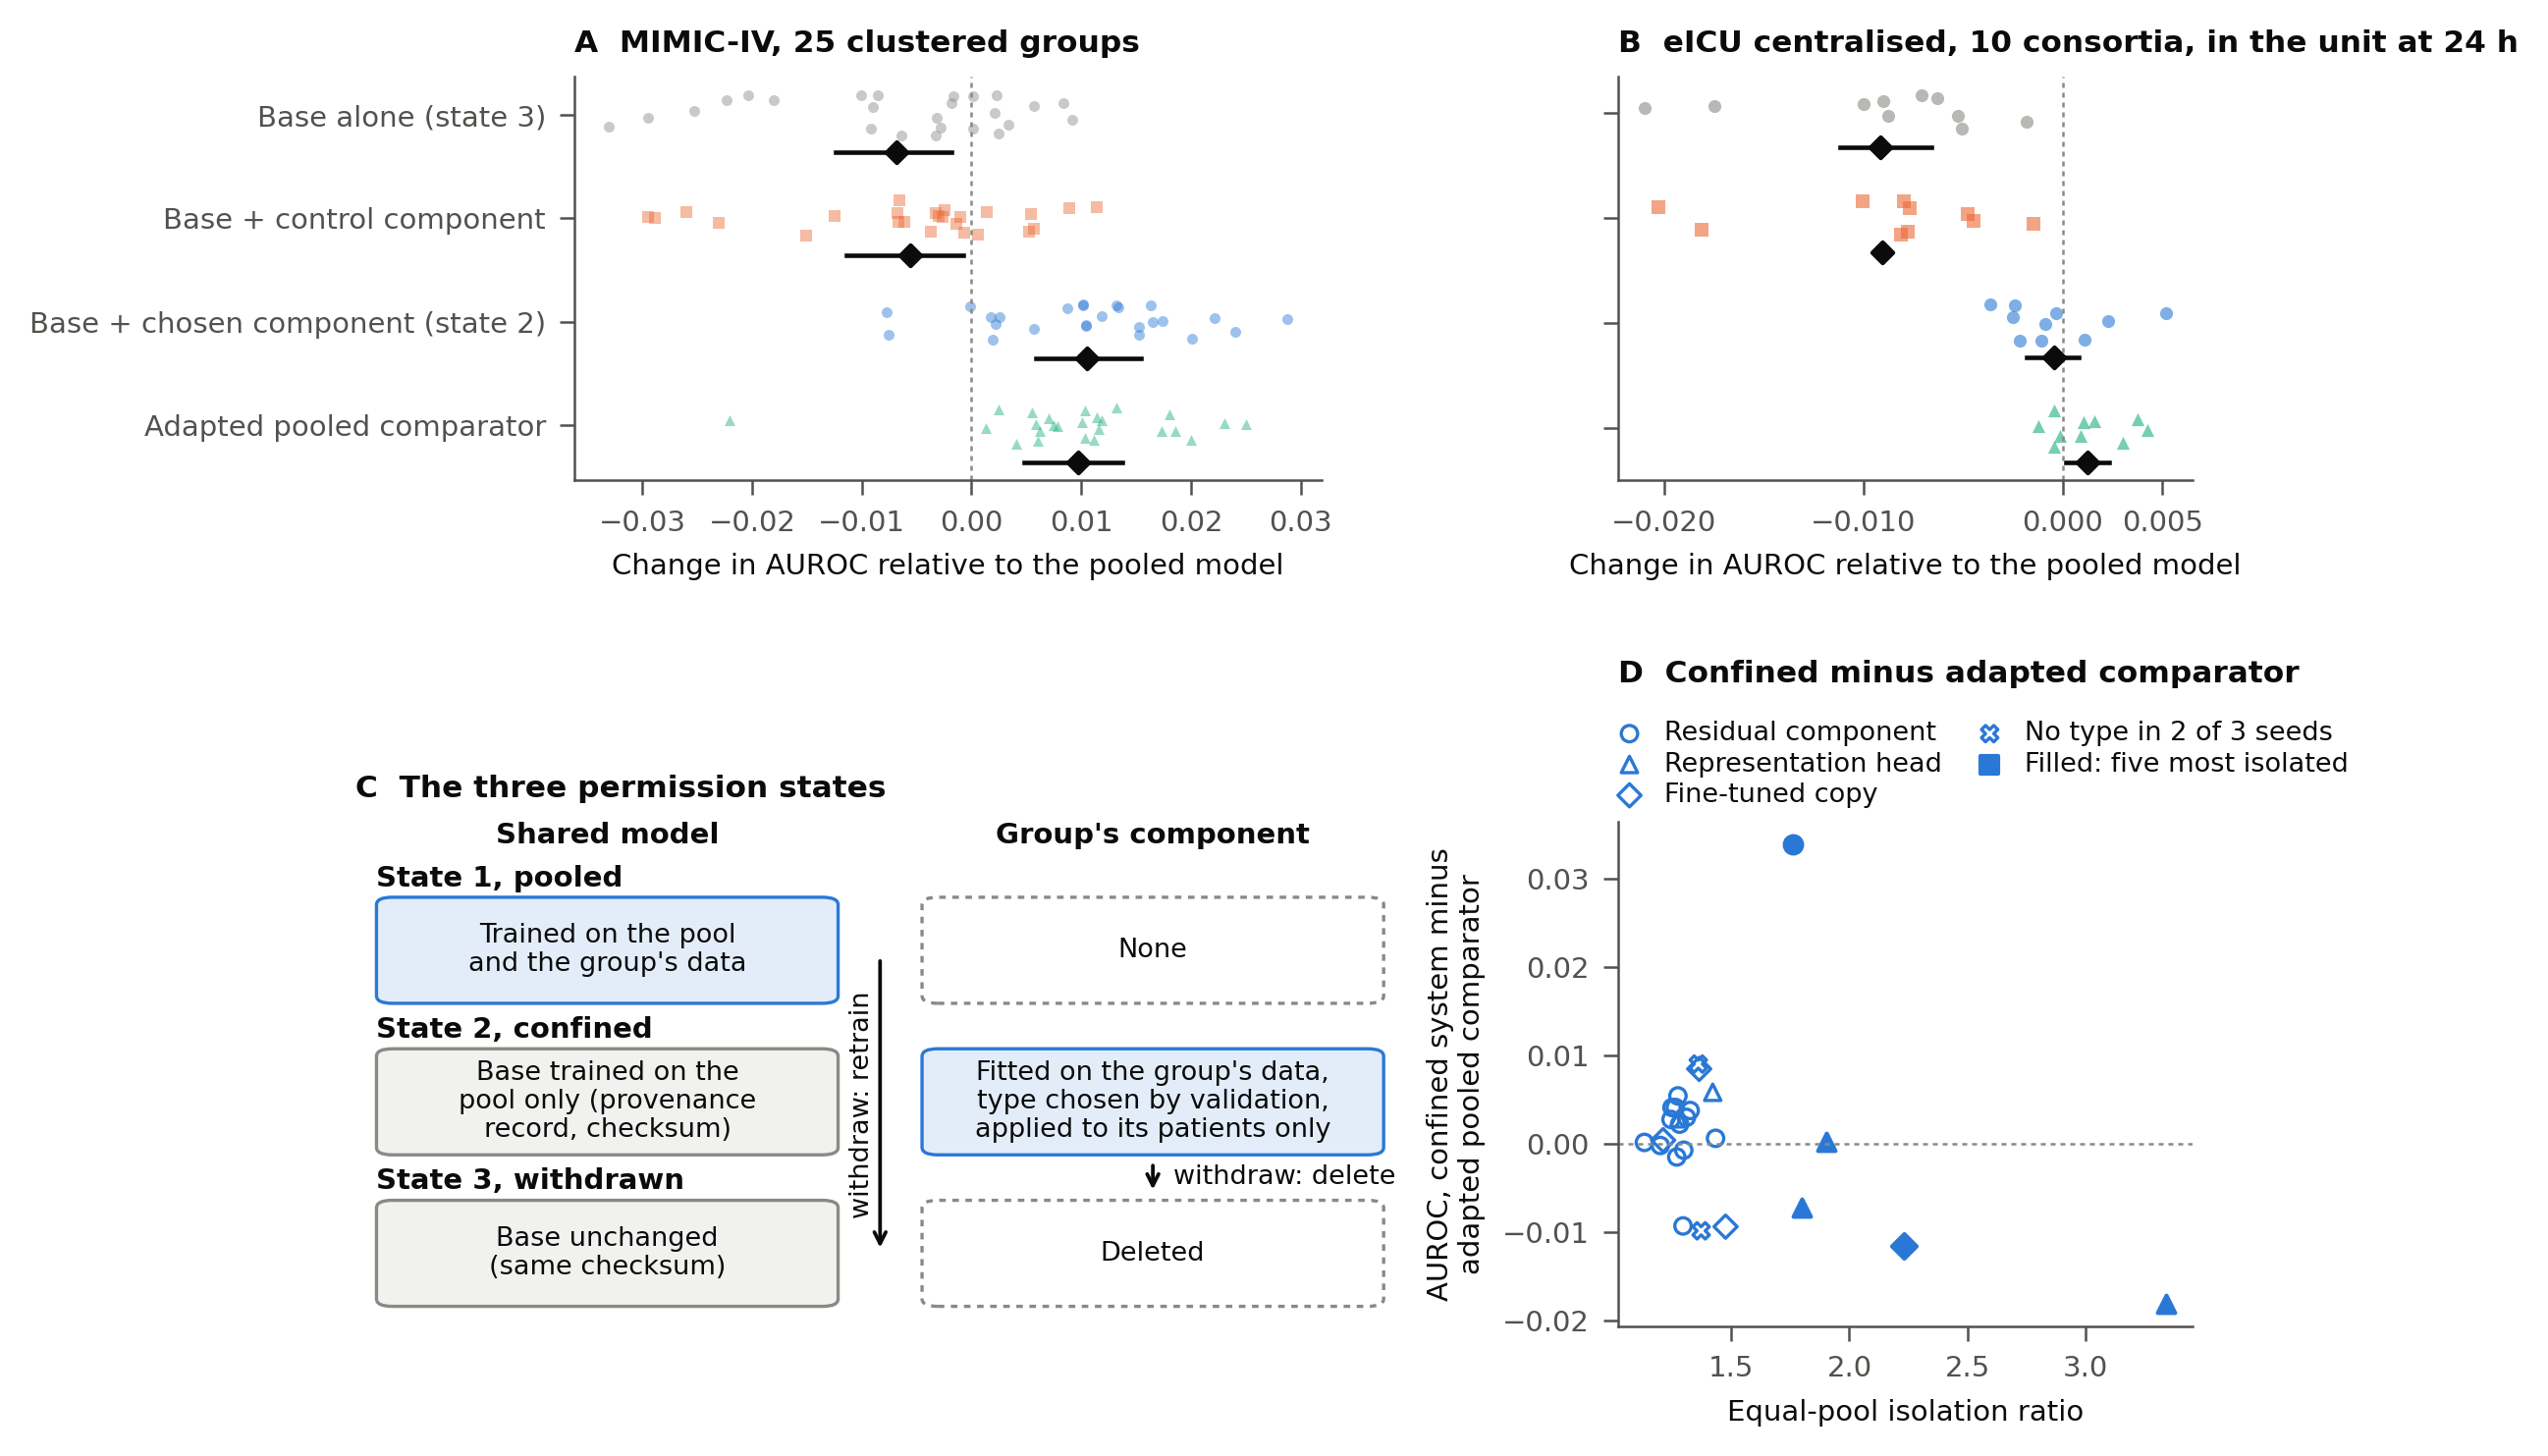 A  MIMIC-IV, 25 clustered groups
Base alone (state 3)
Base + control component
Base + chosen component (state 2)
Adapted pooled comparator
−0.03 −0.02 −0.01 0.00 0.01 0.02 0.03
Change in AUROC relative to the pooled model
B  eICU centralised, 10 consortia, in the unit at 24 h
−0.020 −0.010 0.000 0.005
Change in AUROC relative to the pooled model
C  The three permission states
Shared model
Group's component
State 1, pooled
Trained on the pool
and the group's data
None
State 2, confined
Base trained on the
pool only (provenance
record, checksum)
Fitted on the group's data,
type chosen by validation,
applied to its patients only
withdraw: retrain
withdraw: delete
State 3, withdrawn
Base unchanged
(same checksum)
Deleted
D  Confined minus adapted comparator
Residual component
Representation head
Fine-tuned copy
No type in 2 of 3 seeds
Filled: five most isolated
AUROC, confined system minus
adapted pooled comparator
0.03
0.02
0.01
0.00
−0.01
−0.02
1.5 2.0 2.5 3.0
Equal-pool isolation ratio